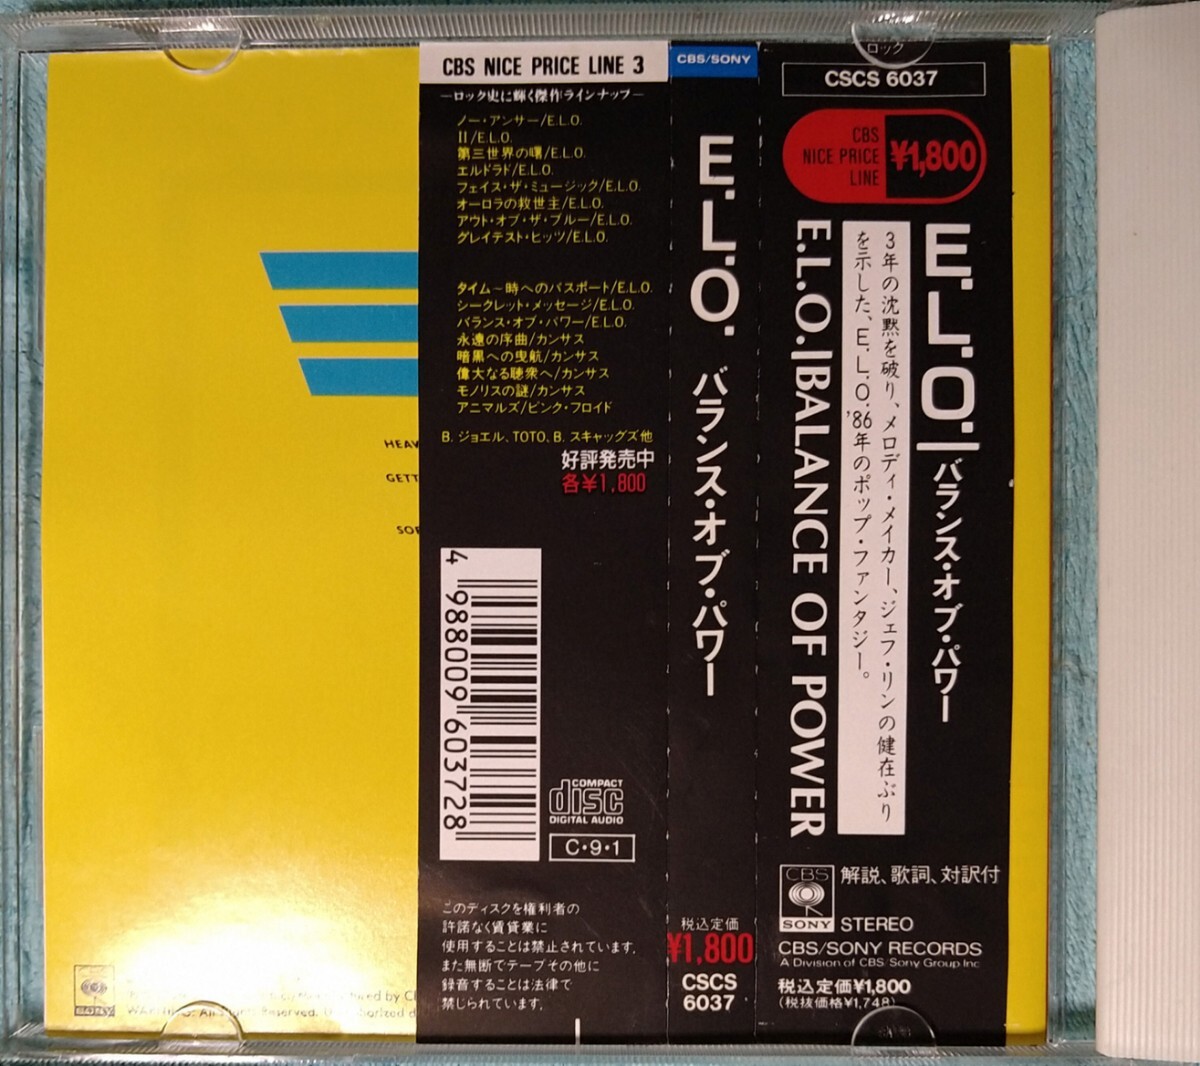 CBS NICE PRICE LINE 3
—ロック史に輝く傑作ラインナップ—
ノー・アンサー/E.L.O.
II/E.L.O.
第三世界の曙/E.L.O.
エルドラド/E.L.O.
フェイス・ザ・ミュージック/E.L.O.
オーロラの救世主/E.L.O.
アウト・オブ・ザ・ブルー/E.L.O.
グレイテスト・ヒッツ/E.L.O.
タイム～時へのパスポート/E.L.O.
シークレット・メッセージ/E.L.O.
バランス・オブ・パワー/E.L.O.
永遠の序曲/カンサス
暗黒への曳航/カンサス
偉大なる聴衆へ/カンサス
モノリスの謎/カンサス
アニマルズ/ピンク・フロイド
B. ジョエル、TOTO、B. スキャッグズ他
好評発売中
各¥1,800
4 988009 603728
COMPACT
disc
DIGITAL AUDIO
C・9・1
このディスクを権利者の
許諾なく賃貸業に
使用することは禁止されています。
また無断でテープその他に
録音することは法律で
禁じられています。
CBS/SONY
E.L.O. バランス・オブ・パワー
税込定価
¥1,800
CSCS
6037
ロック
CSCS 6037
CBS
NICE PRICE
LINE
¥1,800
E.L.O. バランス・オブ・パワー
3年の沈黙を破り、メロディ・メイカー、ジェフ・リンの健在ぶり
を示した、E.L.O.'86年のポップ・ファンタジー。
E.L.O./BALANCE OF POWER
CBS
SONY
解説、歌詞、対訳付
STEREO
CBS/SONY RECORDS
A Division of CBS/Sony Group Inc
税込定価¥1,800
(税抜価格¥1,748)
HEAV
GETT
SOR
SONY